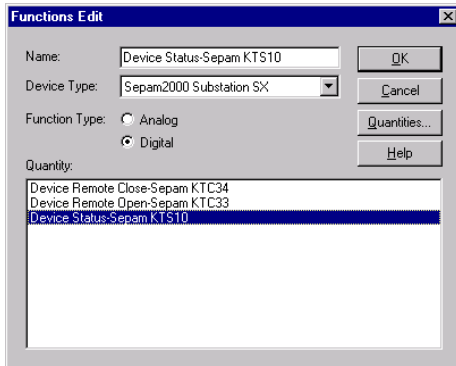 Functions Edit
Name: Device Status-Sepam KTS10 OK
Device Type: Sepam2000 Substation SX Cancel
Function Type: Analog Quantities...
Digital
Help
Quantity:
Device Remote Close-Sepam KTC34
Device Remote Open-Sepam KTC33
Device Status-Sepam KTS10